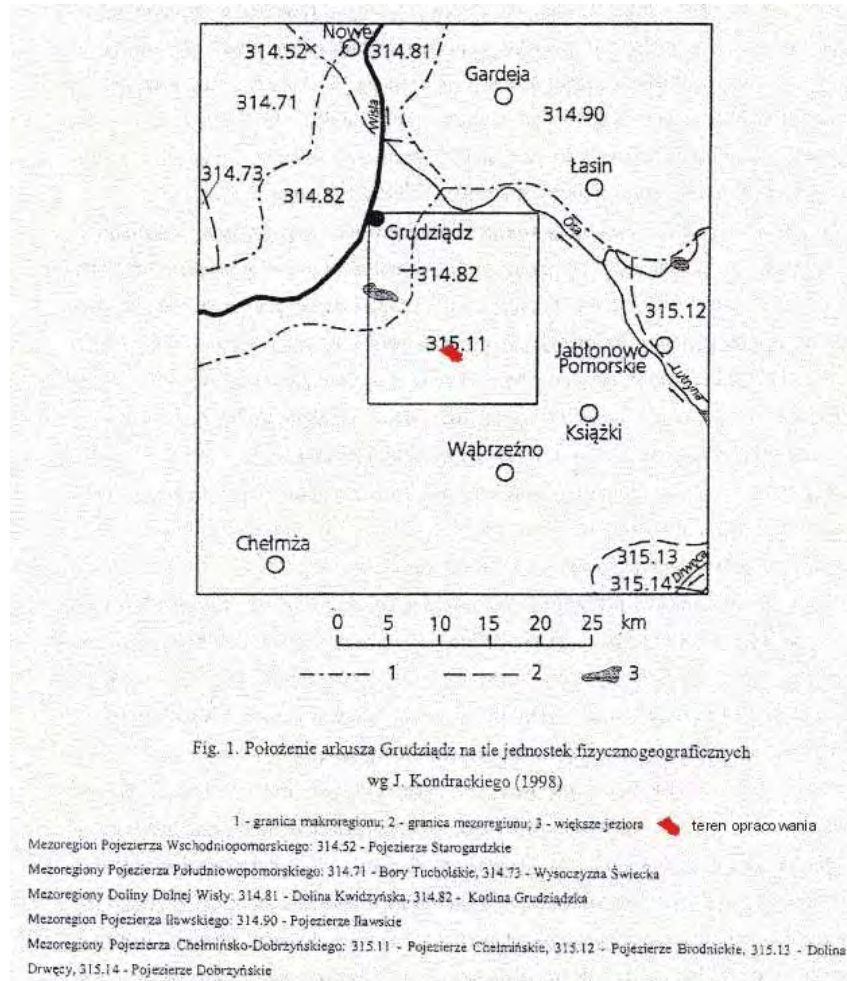 Nowe
314.52
314.81
Gardeja
314.71
Wisła
314.90
314.73
Łasin
314.82
Grudziądz
Osa
314.82
315.12
315.11
Jabłonowo
Pomorskie
Lutryna
Książki
Wąbrzeźno
Chełmża
315.13
315.14
Drwęca
0 5 10 15 20 25 km
1 2 3
Fig. 1. Położenie arkusza Grudziądz na tle jednostek fizycznogeograficznych
wg J. Kondrackiego (1998)
1 - granica makroregionu; 2 - granica mezoregionu; 3 - większe jeziora teren opracowania
Mezoregion Pojezierza Wschodniopomorskiego: 314.52 - Pojezierze Starogardzkie
Mezoregiony Pojezierza Południowopomorskiego: 314.71 - Bory Tucholskie, 314.73 - Wysoczyzna Świecka
Mezoregiony Doliny Dolnej Wisły: 314.81 - Dolina Kwidzyńska, 314.82 - Kotlina Grudziądzka
Mezoregion Pojezierza Iławskiego: 314.90 - Pojezierze Iławskie
Mezoregiony Pojezierza Chełmińsko-Dobrzyńskiego: 315.11 - Pojezierze Chełmińskie, 315.12 - Pojezierze Brodnickie, 315.13 - Dolina
Drwęcy, 315.14 - Pojezierze Dobrzyńskie